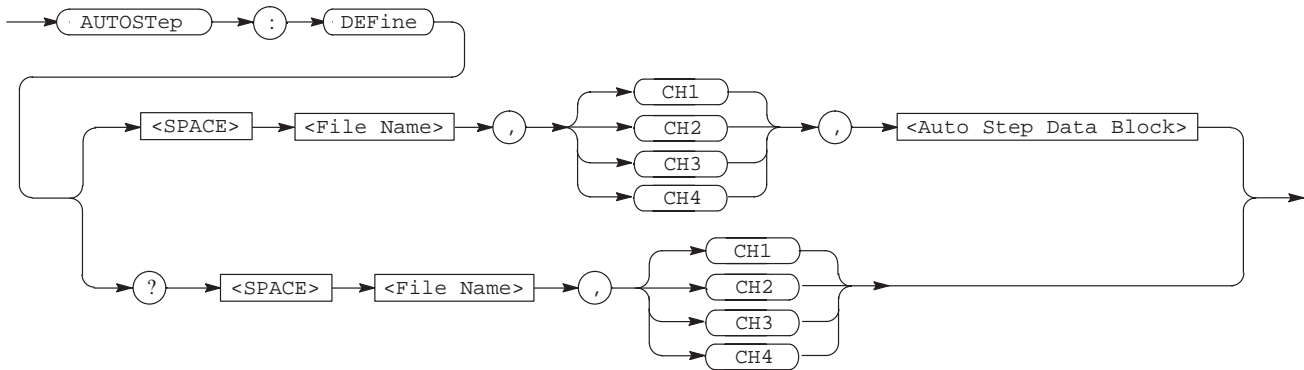 AUTOSTep : DEFine
CH1
<SPACE> <File Name> , CH2 , <Auto Step Data Block>
CH3
CH4
CH1
? <SPACE> <File Name> , CH2
CH3
CH4